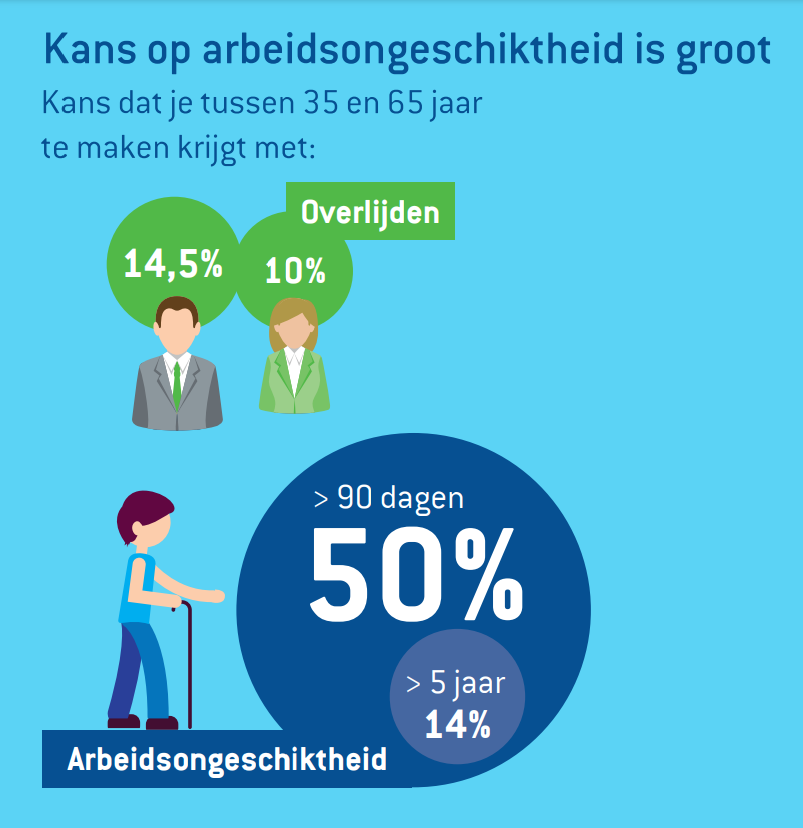 Kans op arbeidsongeschiktheid is groot
Kans dat je tussen 35 en 65 jaar
te maken krijgt met:
Overlijden
14,5%
10%
> 90 dagen
50%
> 5 jaar
14%
Arbeidsongeschiktheid